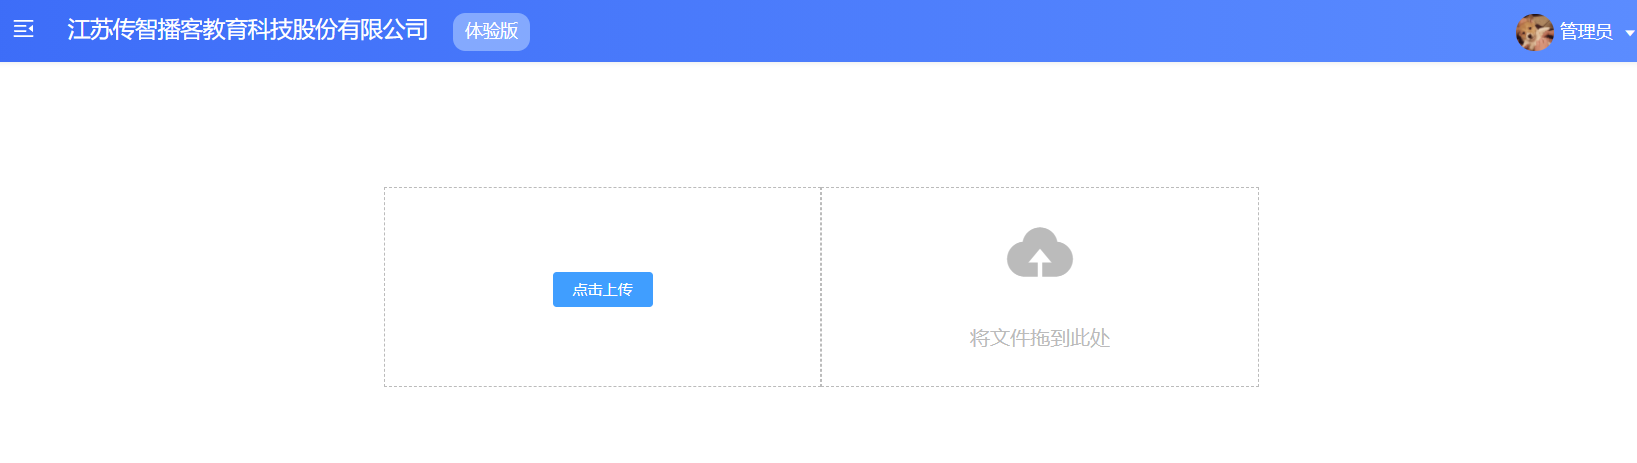 江苏传智播客教育科技股份有限公司
体验版
管理员
点击上传
将文件拖到此处